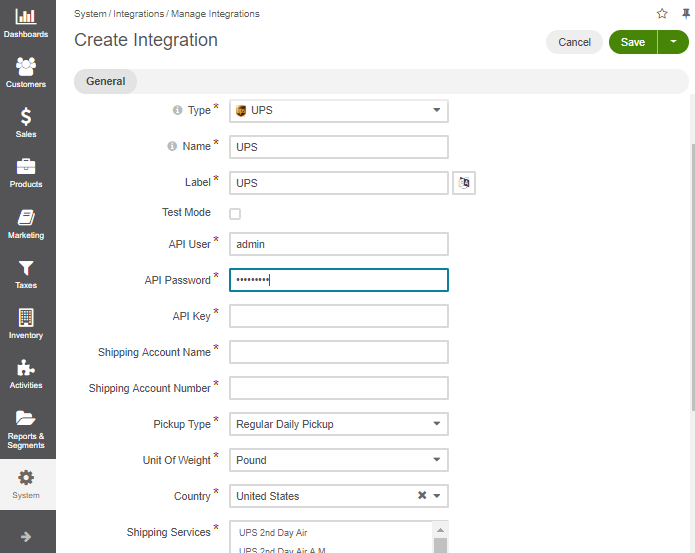 System / Integrations / Manage Integrations
Create Integration
Cancel
Save
General
Dashboards
Customers
Sales
Products
Marketing
Taxes
Inventory
Activities
Reports &
Segments
System
Type * UPS
Name * UPS
Label * UPS
Test Mode
API User * admin
API Password * •••••••••
API Key *
Shipping Account Name *
Shipping Account Number *
Pickup Type * Regular Daily Pickup
Unit Of Weight * Pound
Country * United States
Shipping Services * UPS 2nd Day Air
UPS 2nd Day Air A.M.